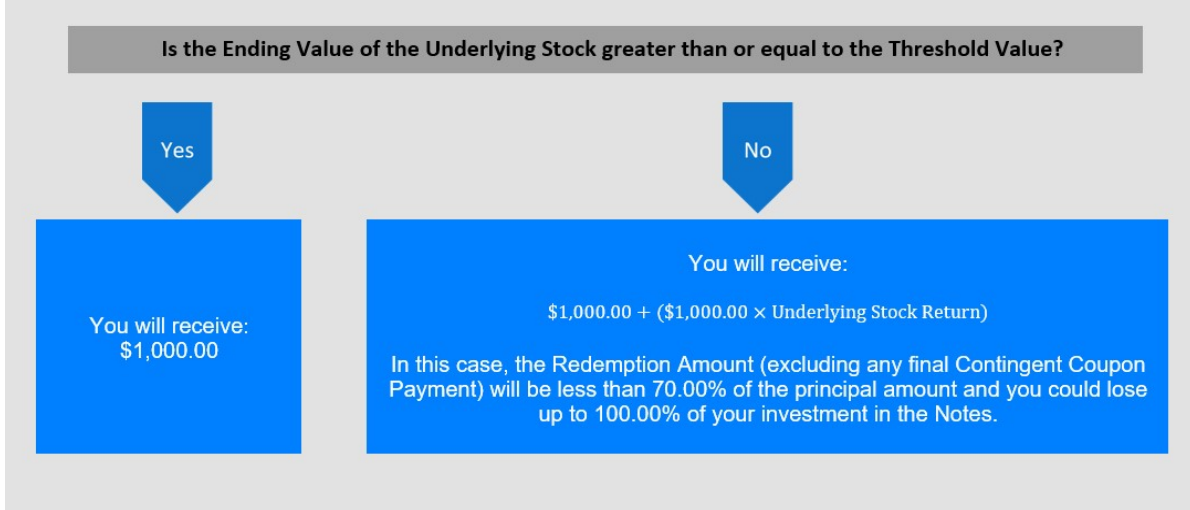 Is the Ending Value of the Underlying Stock greater than or equal to the Threshold Value?
Yes
No
You will receive:
$1,000.00
You will receive:
$1,000.00 + ($1,000.00 × Underlying Stock Return)
In this case, the Redemption Amount (excluding any final Contingent Coupon
Payment) will be less than 70.00% of the principal amount and you could lose
up to 100.00% of your investment in the Notes.